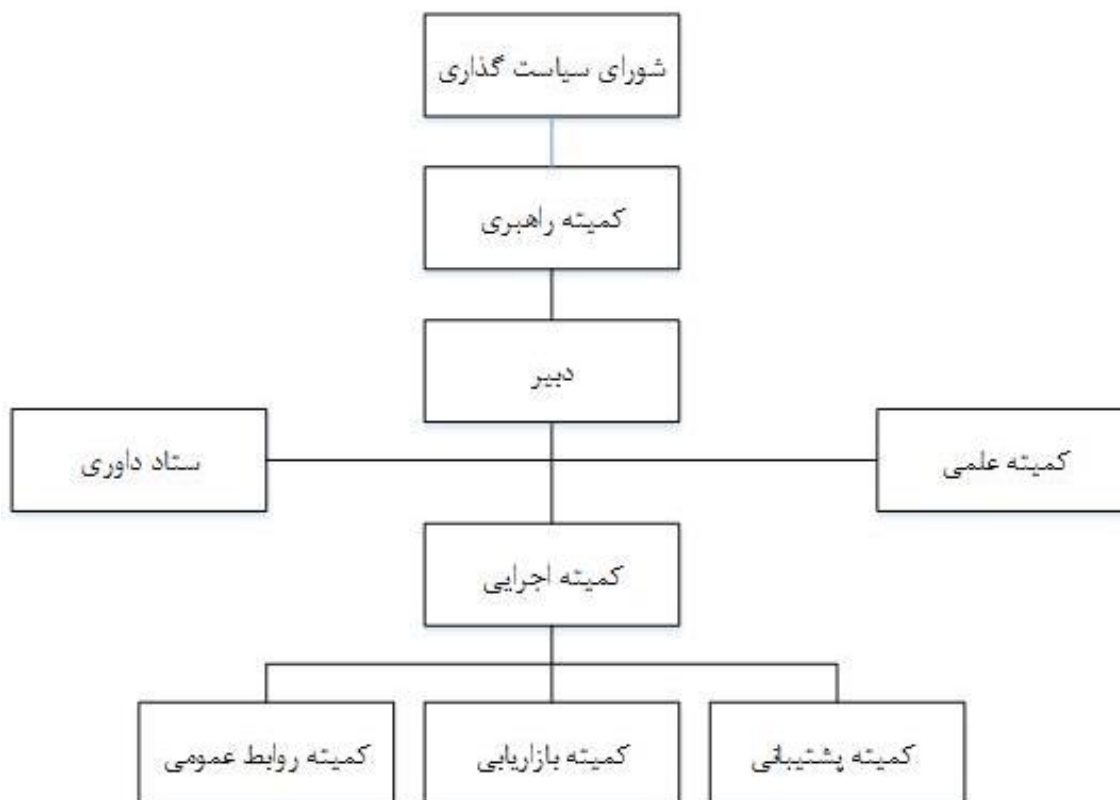 شورای سیاست گذاری
کمیته راهبری
دبیر
کمیته علمی
ستاد داوری
کمیته اجرایی
کمیته پشتیبانی
کمیته بازاریابی
کمیته روابط عمومی